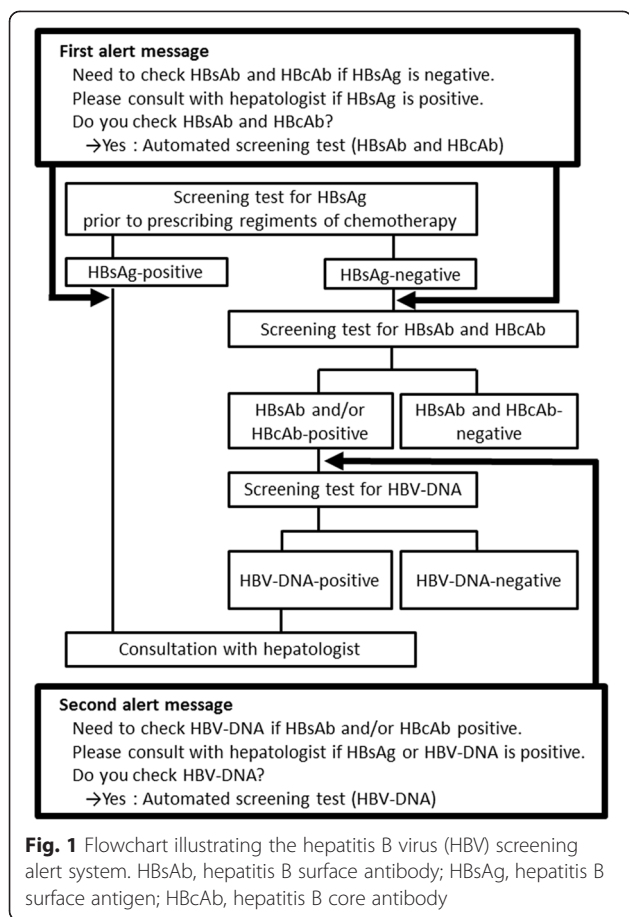 First alert message
Need to check HBsAb and HBcAb if HBsAg is negative.
Please consult with hepatologist if HBsAg is positive.
Do you check HBsAb and HBcAb?
→Yes : Automated screening test (HBsAb and HBcAb)
Screening test for HBsAg
prior to prescribing regiments of chemotherapy
HBsAg-positive
HBsAg-negative
Screening test for HBsAb and HBcAb
HBsAb and/or
HBcAb-positive
HBsAb and HBcAb-
negative
Screening test for HBV-DNA
HBV-DNA-positive
HBV-DNA-negative
Consultation with hepatologist
Second alert message
Need to check HBV-DNA if HBsAb and/or HBcAb positive.
Please consult with hepatologist if HBsAg or HBV-DNA is positive.
Do you check HBV-DNA?
→Yes : Automated screening test (HBV-DNA)
Fig. 1 Flowchart illustrating the hepatitis B virus (HBV) screening
alert system. HBsAb, hepatitis B surface antibody; HBsAg, hepatitis B
surface antigen; HBcAb, hepatitis B core antibody